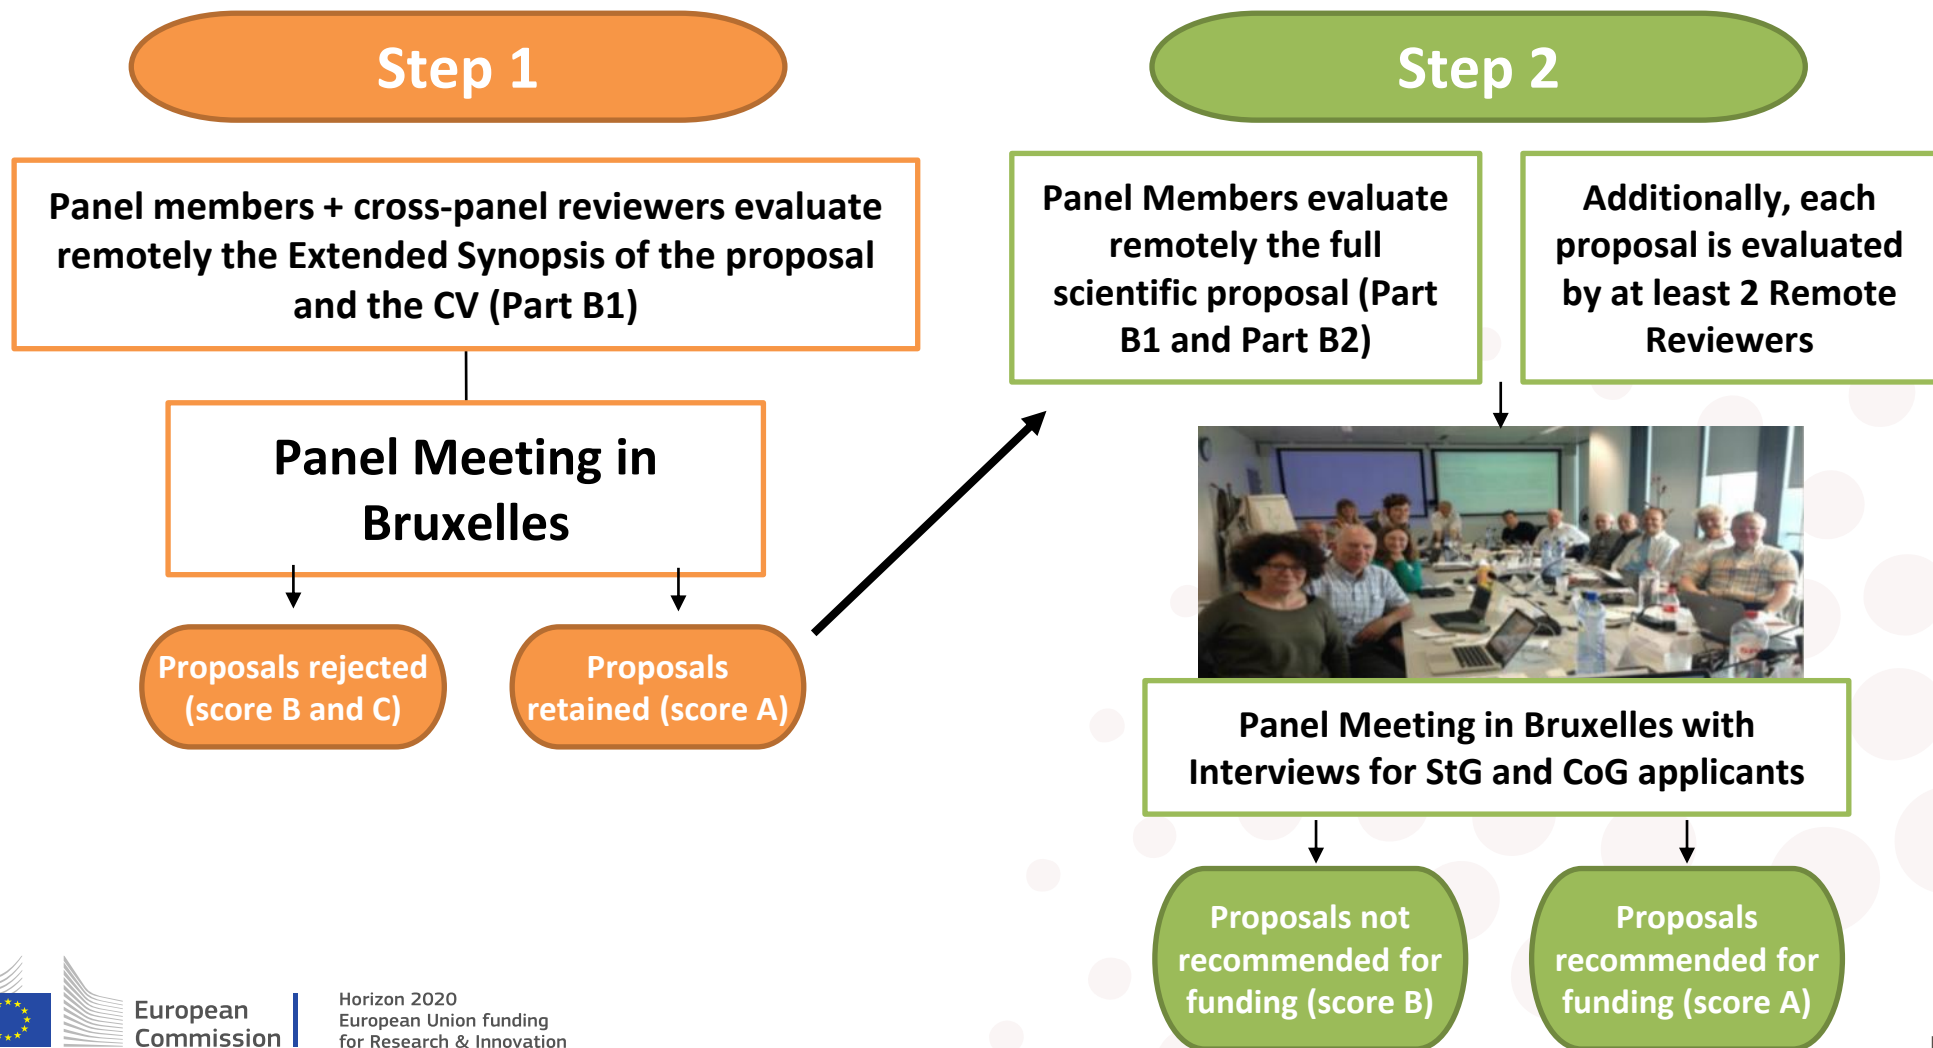 Step 1
Panel members + cross-panel reviewers evaluate
remotely the Extended Synopsis of the proposal
and the CV (Part B1)
Panel Meeting in
Bruxelles
Proposals rejected
(score B and C)
Proposals
retained (score A)
Step 2
Panel Members evaluate
remotely the full
scientific proposal (Part
B1 and Part B2)
Additionally, each
proposal is evaluated
by at least 2 Remote
Reviewers
Panel Meeting in Bruxelles with
Interviews for StG and CoG applicants
Proposals not
recommended for
funding (score B)
Proposals
recommended for
funding (score A)
European
Commission
Horizon 2020
European Union funding
for Research & Innovation